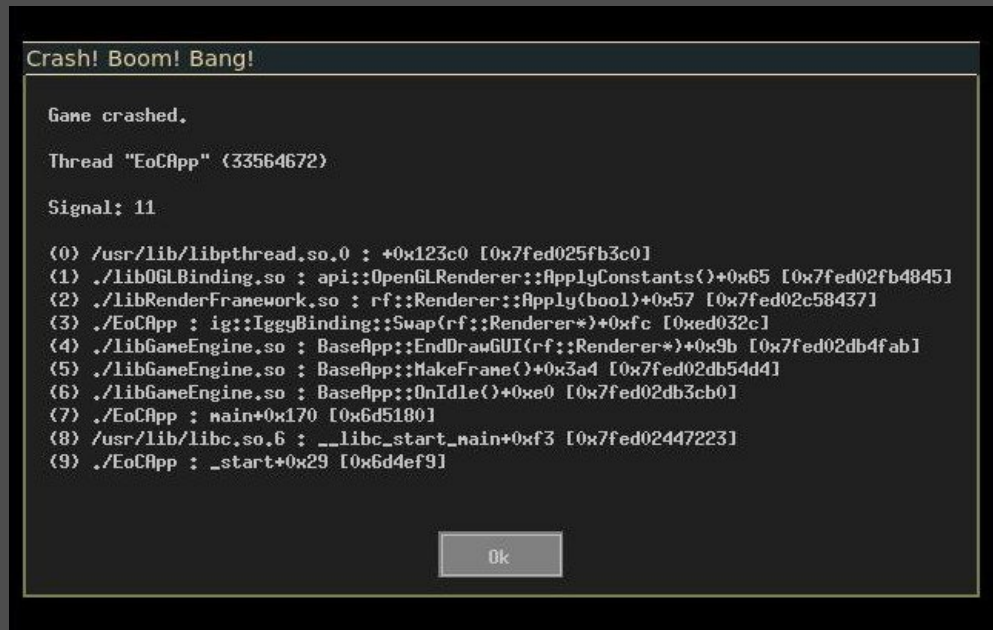 Crash! Boom! Bang!
Game crashed.
Thread "EoCApp" (33564672)
Signal: 11
(0) /usr/lib/libpthread.so.0 : +0x123c0 [0x7fed025fb3c0]
(1) ./libOGLBinding.so : api::OpenGLRenderer::ApplyConstants()+0x65 [0x7fed02fb4845]
(2) ./libRenderFramework.so : rf::Renderer::Apply(bool)+0x57 [0x7fed02c58437]
(3) ./EoCApp : ig::IggyBinding::Swap(rf::Renderer*)+0xfc [0xed032c]
(4) ./libGameEngine.so : BaseApp::EndDrawGUI(rf::Renderer*)+0x9b [0x7fed02db4fab]
(5) ./libGameEngine.so : BaseApp::MakeFrame()+0x3a4 [0x7fed02db54d4]
(6) ./libGameEngine.so : BaseApp::OnIdle()+0xe0 [0x7fed02db3cb0]
(7) ./EoCApp : main+0x170 [0x6d5180]
(8) /usr/lib/libc.so.6 : __libc_start_main+0xf3 [0x7fed02447223]
(9) ./EoCApp : _start+0x29 [0x6d4ef9]
Ok